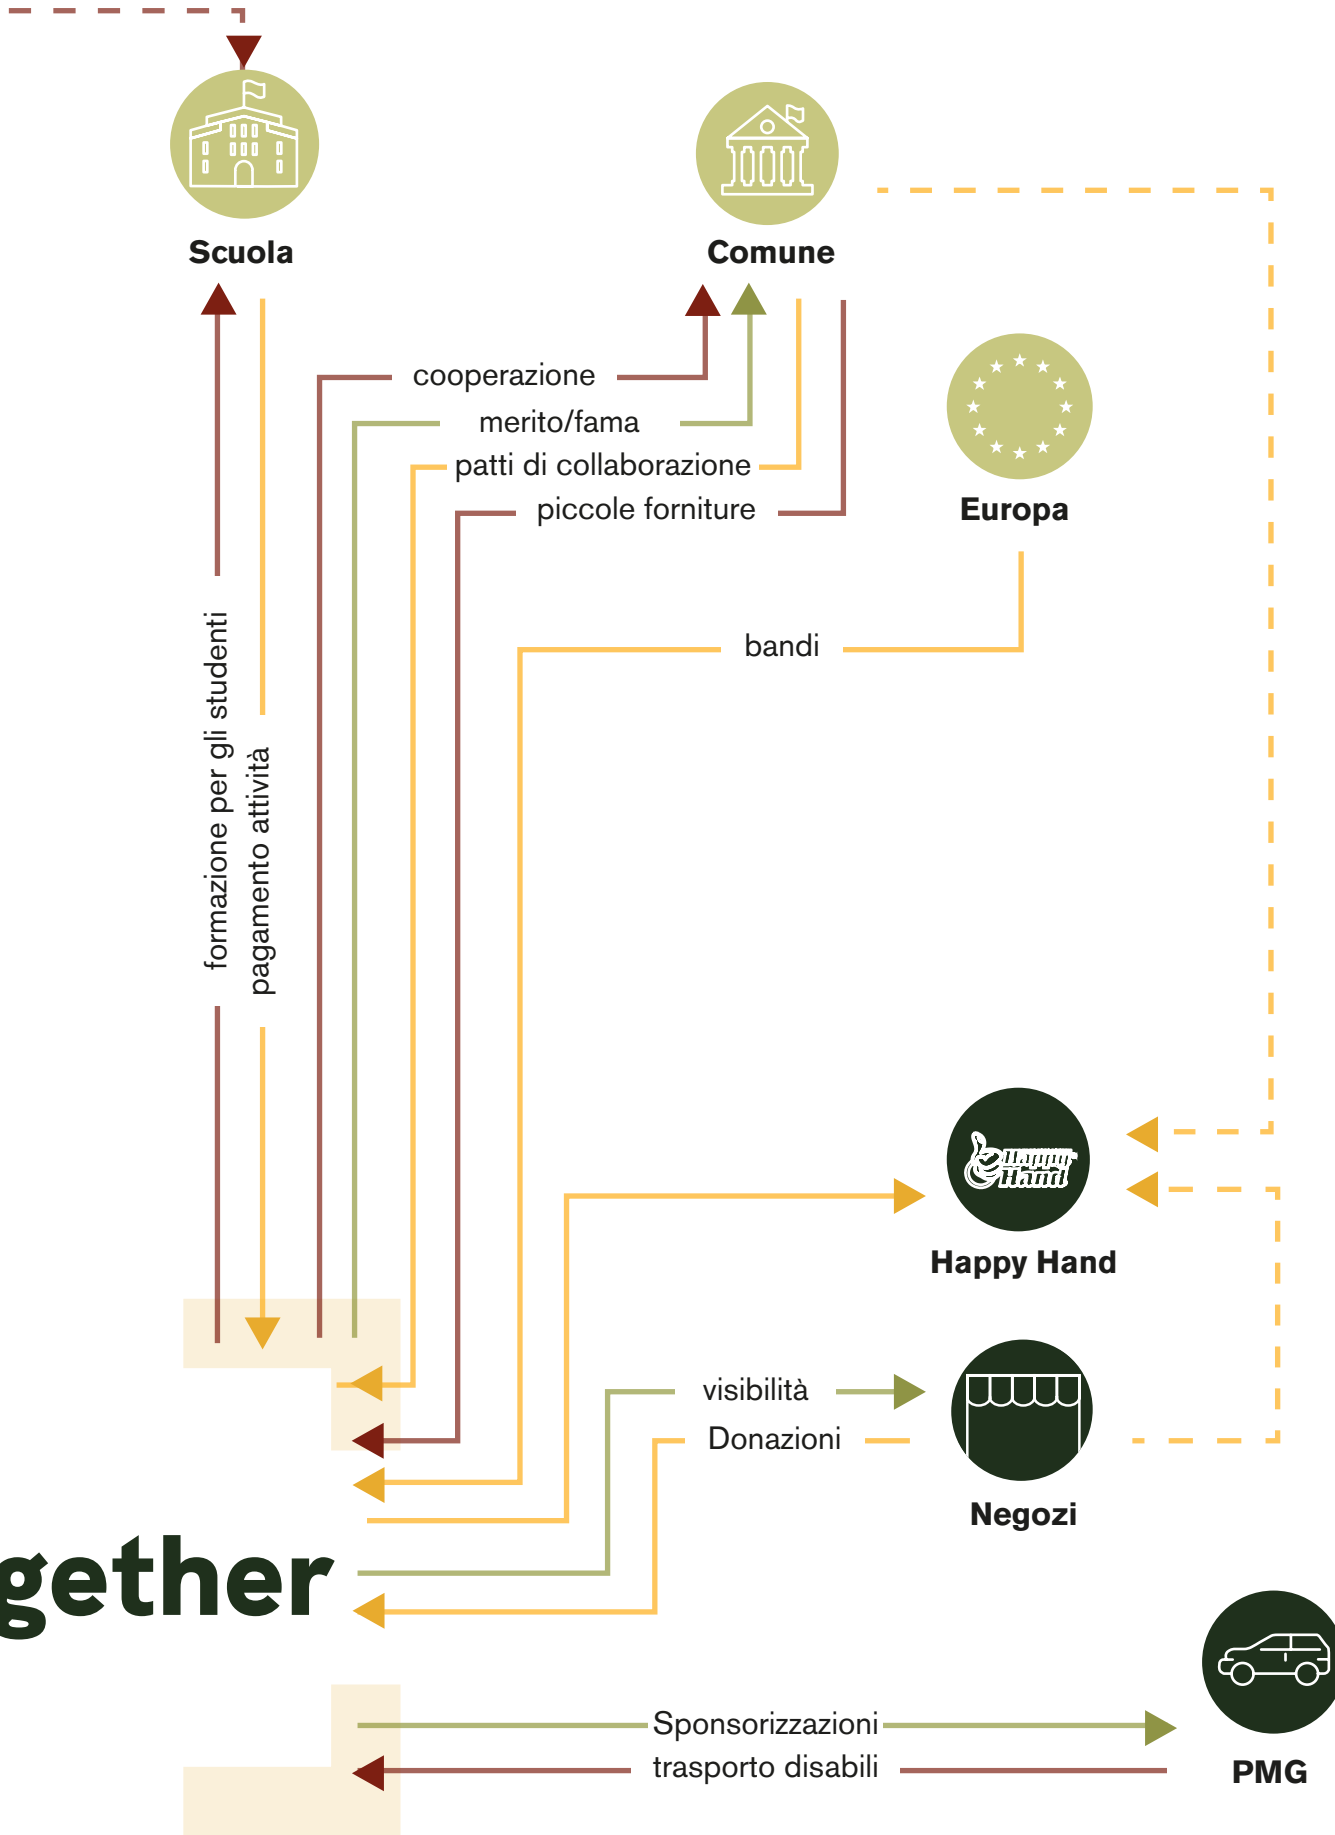 Scuola
Comune
cooperazione
merito/fama
patti di collaborazione
piccole forniture
Europa
bandi
formazione per gli studenti
pagamento attività
Happy
Hand
Happy Hand
visibilità
Donazioni
Negozi
gether
Sponsorizzazioni
trasporto disabili
PMG